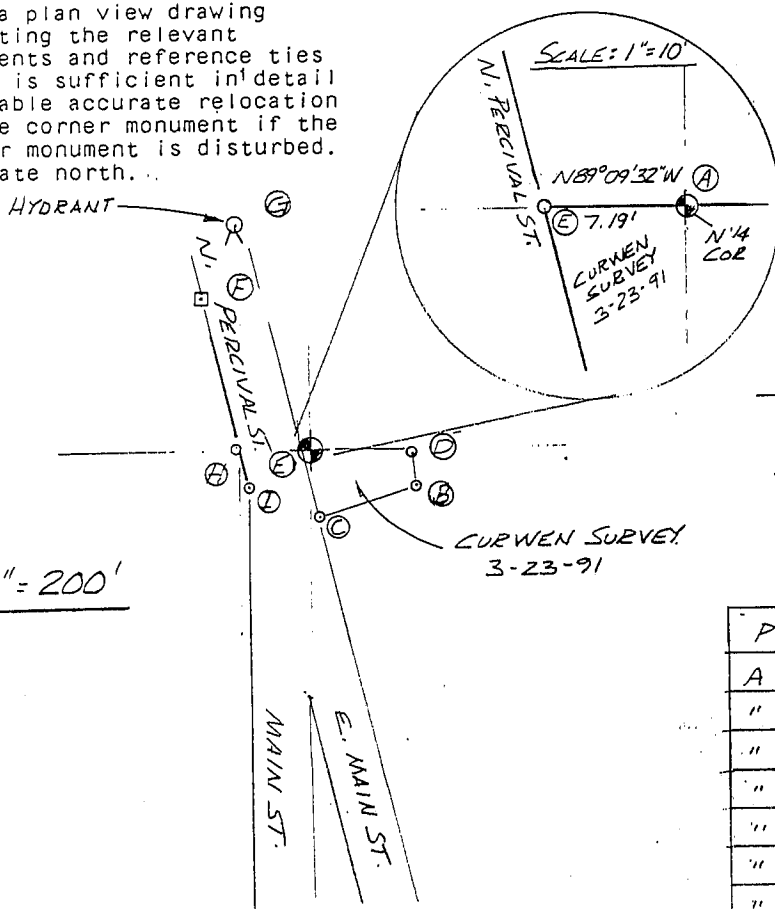 a plan view drawing
ting the relevant
ents and reference ties
is sufficient in detail
able accurate relocation
e corner monument if the
r monument is disturbed.
ate north.
SCALE: 1"=10'
N. PERCIVAL ST.
N89°09'32"W
A
E
7.19'
N 1/4
COR
CURWEN
SURVEY
3-23-91
HYDRANT
G
F
N. PERCIVAL ST.
E
D
H
I
B
C
CURWEN SURVEY
3-23-91
"= 200'
MAIN ST.
E. MAIN ST.
P
A
"
"
"
"
"
"